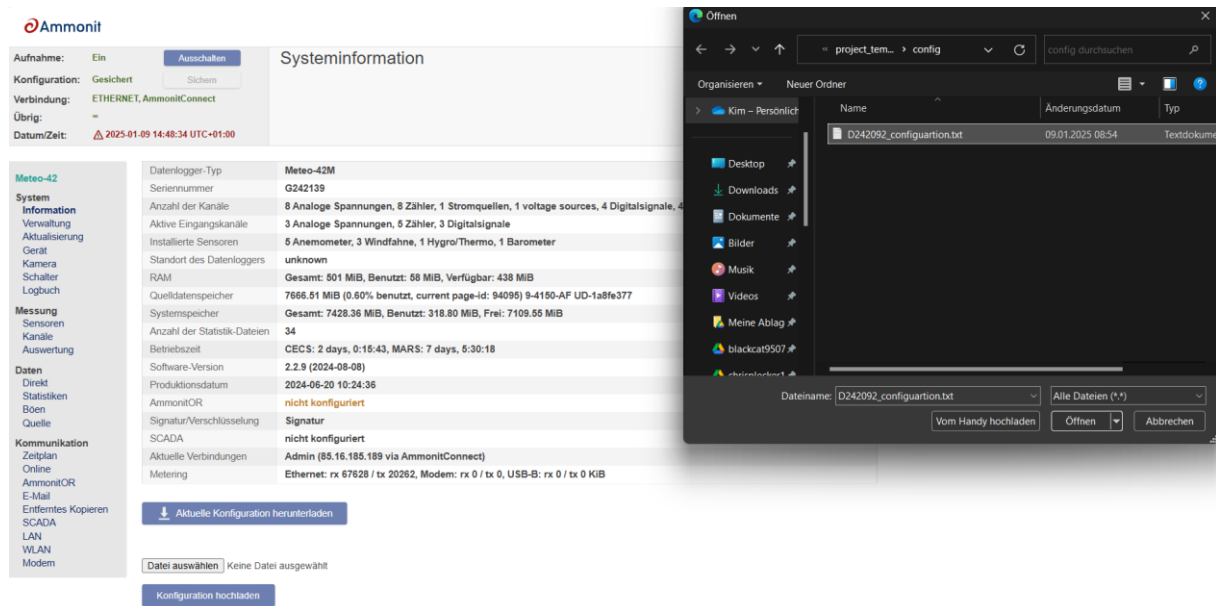 Ammonit
Aufnahme: Ein Ausschalten
Konfiguration: Gesichert Sichern
Verbindung: ETHERNET, AmmonitConnect
Übrig: -
Datum/Zeit: 2025-01-09 14:48:34 UTC+01:00
Systeminformation
Meteo-42
System
Information
Verwaltung
Aktualisierung
Gerät
Kamera
Schalter
Logbuch
Messung
Sensoren
Kanäle
Auswertung
Daten
Direkt
Statistiken
Böen
Quelle
Kommunikation
Zeitplan
Online
AmmonitOR
E-Mail
Entferntes Kopieren
SCADA
LAN
WLAN
Modem
Datenlogger-Typ Meteo-42M
Seriennummer G242139
Anzahl der Kanäle 8 Analoge Spannungen, 8 Zähler, 1 Stromquellen, 1 voltage sources, 4 Digitalsignale, 4
Aktive Eingangskanäle 3 Analoge Spannungen, 5 Zähler, 3 Digitalsignale
Installierte Sensoren 5 Anemometer, 3 Windfahne, 1 Hygro/Thermo, 1 Barometer
Standort des Datenloggers unknown
RAM Gesamt: 501 MiB, Benutzt: 58 MiB, Verfügbar: 438 MiB
Quelldatenspeicher 7666.51 MiB (0.60% benutzt, current page-id: 94095) 9-4150-AF UD-1a8fe377
Systemspeicher Gesamt: 7428.36 MiB, Benutzt: 318.80 MiB, Frei: 7109.55 MiB
Anzahl der Statistik-Dateien 34
Betriebszeit CECS: 2 days, 0:15:43, MARS: 7 days, 5:30:18
Software-Version 2.2.9 (2024-08-08)
Produktionsdatum 2024-06-20 10:24:36
AmmonitOR nicht konfiguriert
Signatur/Verschlüsselung Signatur
SCADA nicht konfiguriert
Aktuelle Verbindungen Admin (85.16.185.189 via AmmonitConnect)
Metering Ethernet: rx 67628 / tx 20262, Modem: rx 0 / tx 0, USB-B: rx 0 / tx 0 KiB
Aktuelle Konfiguration herunterladen
Datei auswählen Keine Datei ausgewählt
Konfiguration hochladen
Öffnen
« project_tem... › config
config durchsuchen
Organisieren Neuer Ordner
Kim – Persönlich
Desktop
Downloads
Dokumente
Bilder
Musik
Videos
Meine Ablag
blackcat9507
Name Änderungsdatum Typ
D242092_configuartion.txt 09.01.2025 08:54 Textdokume
Dateiname: D242092_configuartion.txt Alle Dateien (*.*)
Vom Handy hochladen Öffnen Abbrechen